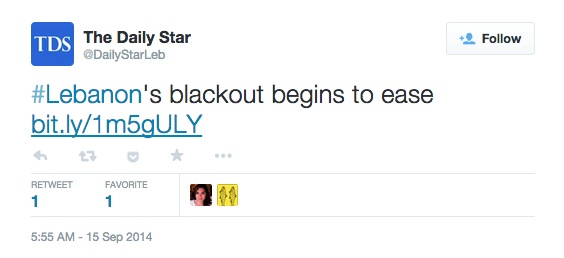 TDS
The Daily Star
@DailyStarLeb
Follow
#Lebanon's blackout begins to ease
bit.ly/1m5gULY
RETWEET FAVORITE
1 1
5:55 AM - 15 Sep 2014